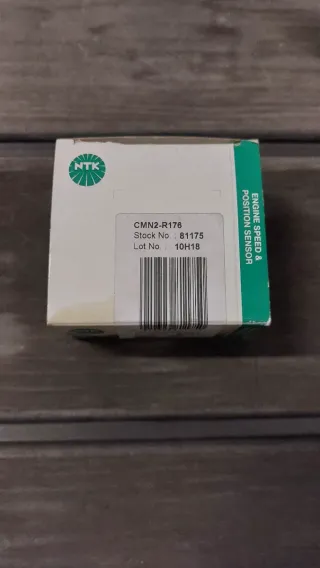 NTK
CMN2-R176
Stock No. : 81175
Lot No. : 10H18
ENGINE SPEED &
POSITION SENSOR